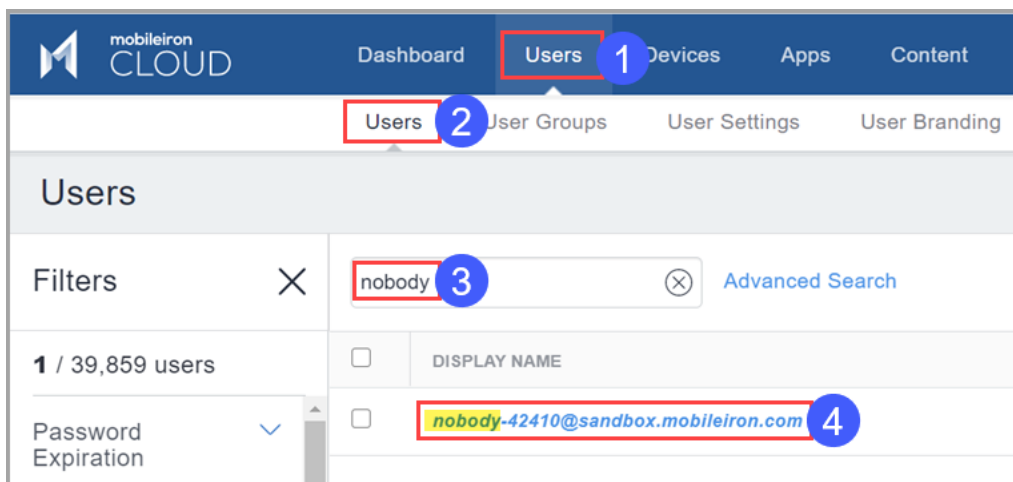 mobileiron
CLOUD
Dashboard Users 1 Devices Apps Content
Users 2 User Groups User Settings User Branding
Users
Filters
nobody 3 Advanced Search
1 / 39,859 users
DISPLAY NAME
Password
Expiration
nobody-42410@sandbox.mobileiron.com 4